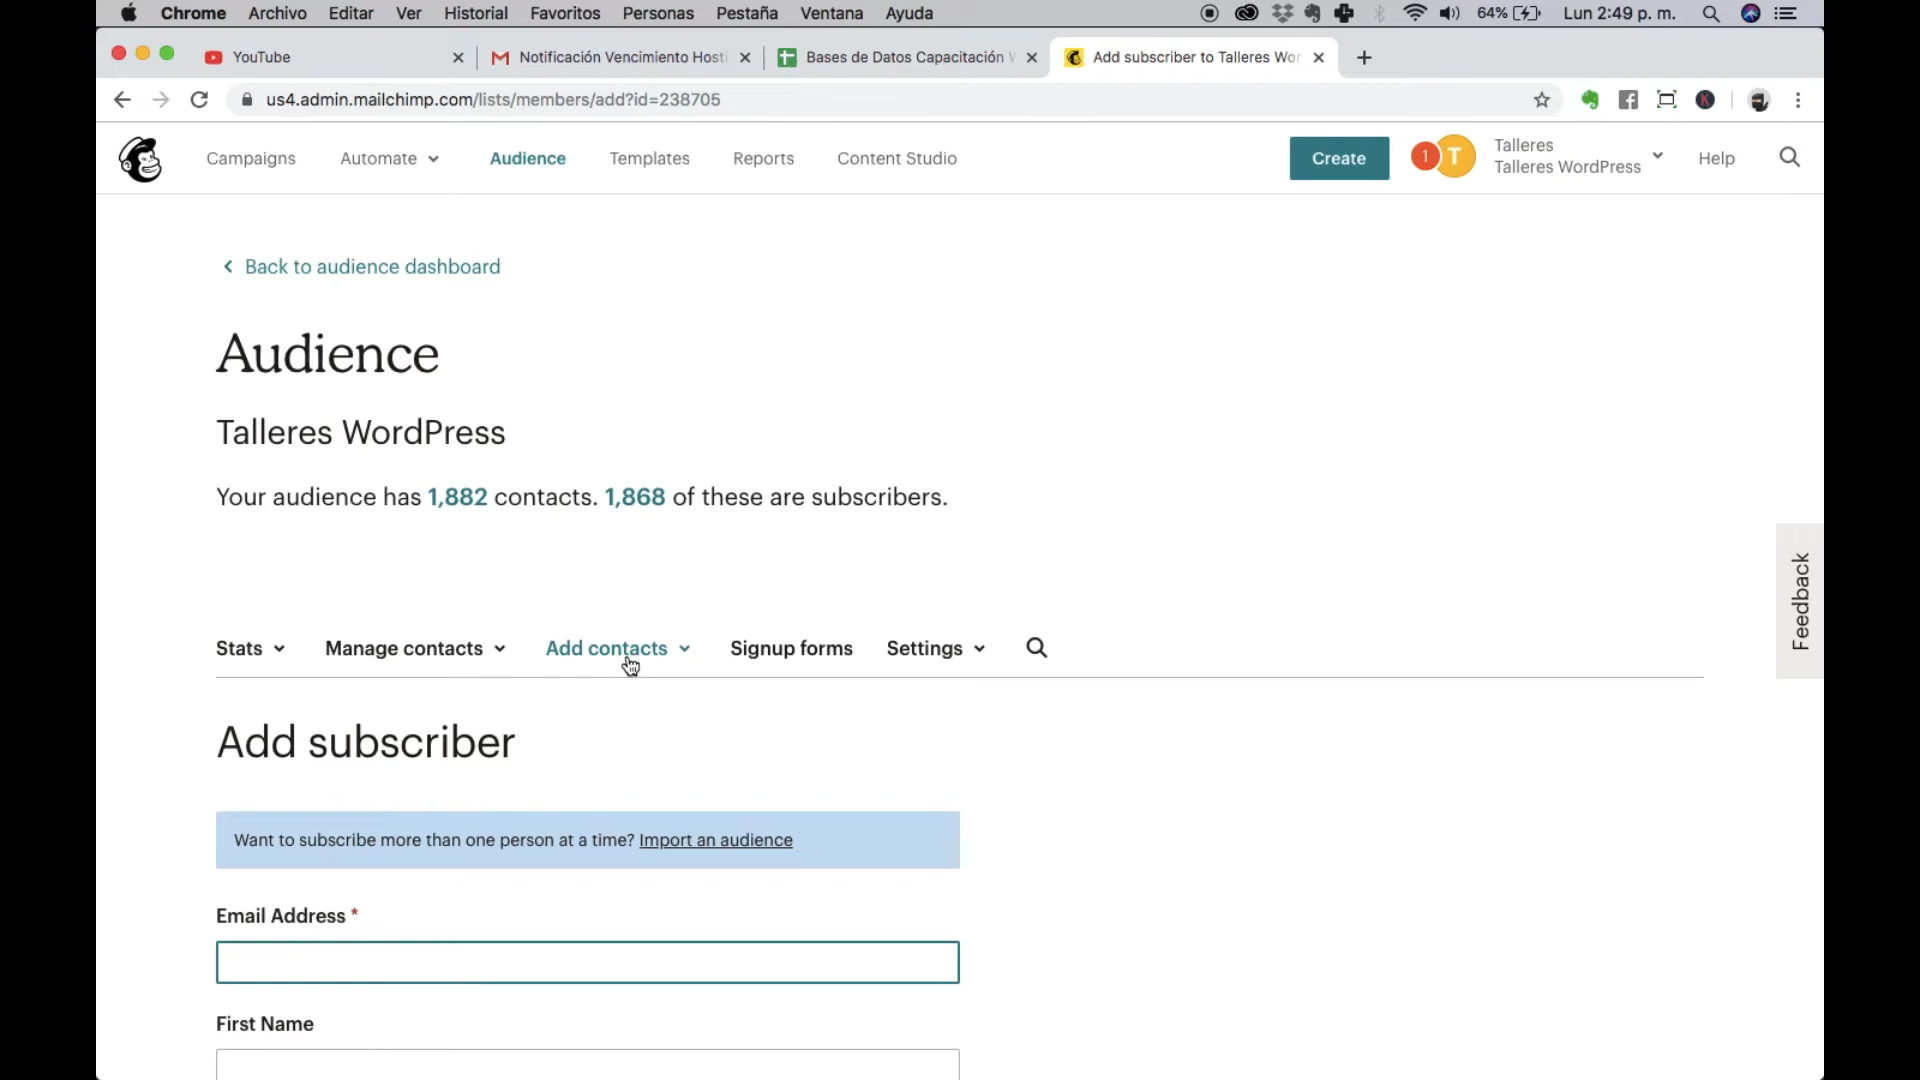 Chrome Archivo Editar Ver Historial Favoritos Personas Pestaña Ventana Ayuda 64% Lun 2:49 p. m.
YouTube Notificación Vencimiento Hosti Bases de Datos Capacitación Add subscriber to Talleres Wor
us4.admin.mailchimp.com/lists/members/add?id=238705 K
Campaigns Automate Audience Templates Reports Content Studio Create 1 T Talleres
Talleres WordPress Help
Back to audience dashboard
Audience
Talleres WordPress
Your audience has 1,882 contacts. 1,868 of these are subscribers.
Feedback
Stats Manage contacts Add contacts Signup forms Settings
Add subscriber
Want to subscribe more than one person at a time? Import an audience
Email Address *
First Name